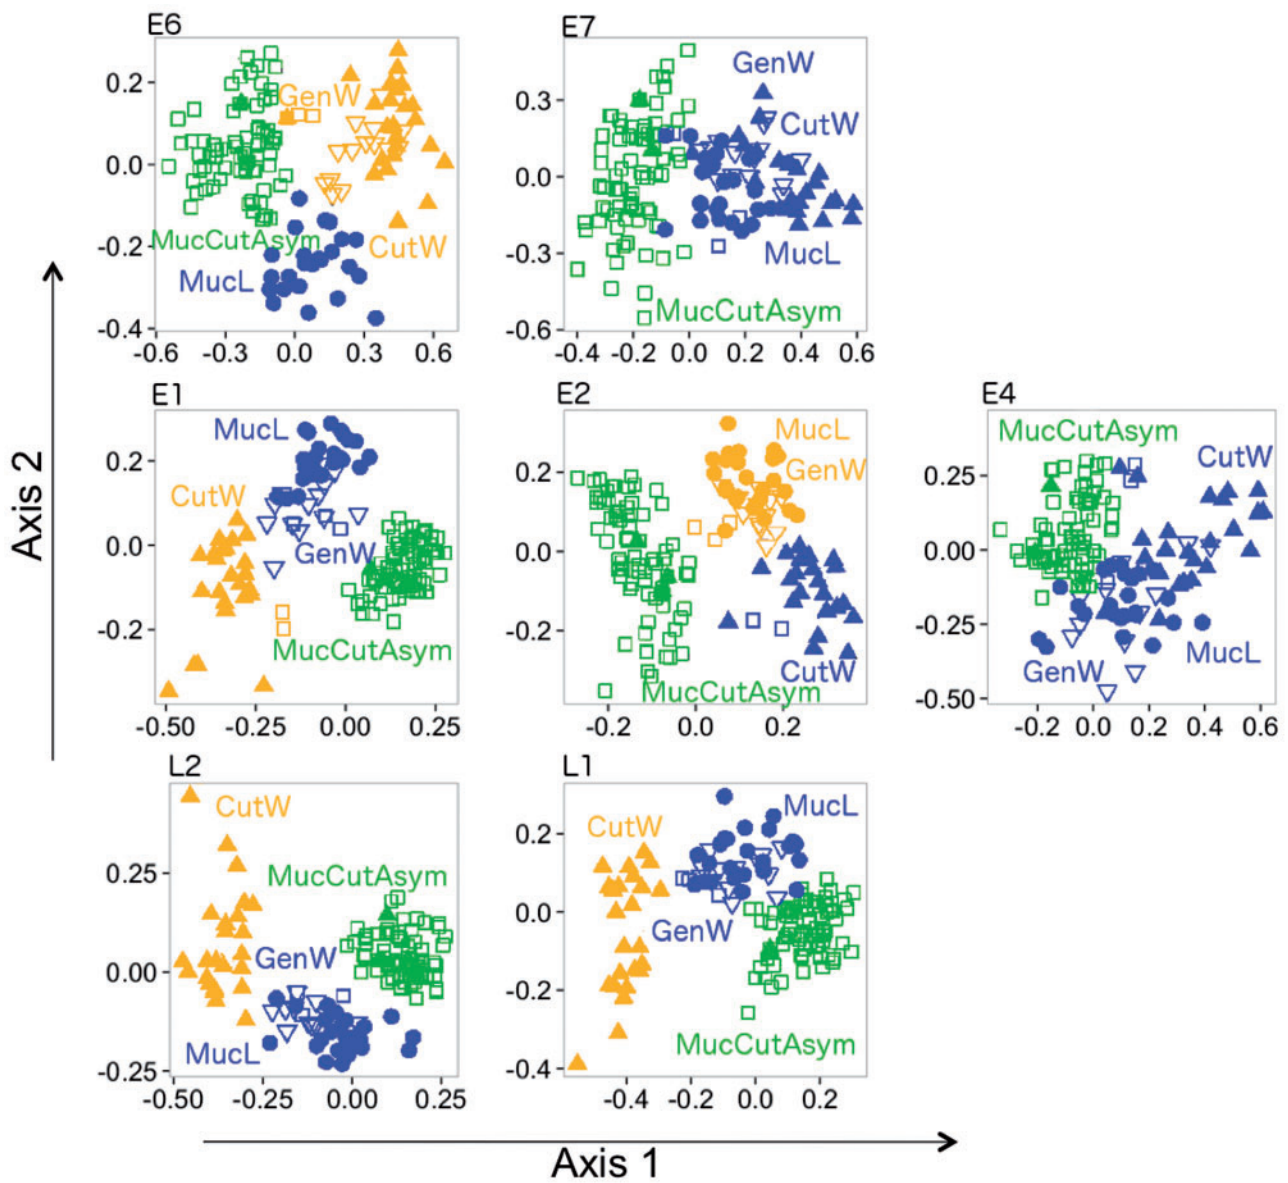 E6
0.2
0.0
-0.2
-0.4
GenW
MucCutAsym
CutW
MucL
-0.6 -0.3 0.0 0.3 0.6
E7
0.3
0.0
-0.3
-0.6
GenW
CutW
MucL
MucCutAsym
-0.4 -0.2 0.0 0.2 0.4 0.6
E1
0.2
0.0
-0.2
MucL
CutW
GenW
MucCutAsym
-0.50 -0.25 0.00 0.25
E2
0.2
0.0
-0.2
MucL
GenW
CutW
MucCutAsym
-0.2 0.0 0.2
E4
0.25
0.00
-0.25
-0.50
MucCutAsym
CutW
MucL
GenW
-0.2 0.0 0.2 0.4 0.6
L2
0.25
0.00
-0.25
CutW
MucCutAsym
GenW
MucL
-0.50 -0.25 0.00 0.25
L1
0.2
0.0
-0.2
-0.4
MucL
CutW
GenW
MucCutAsym
-0.4 -0.2 0.0 0.2
Axis 2
Axis 1